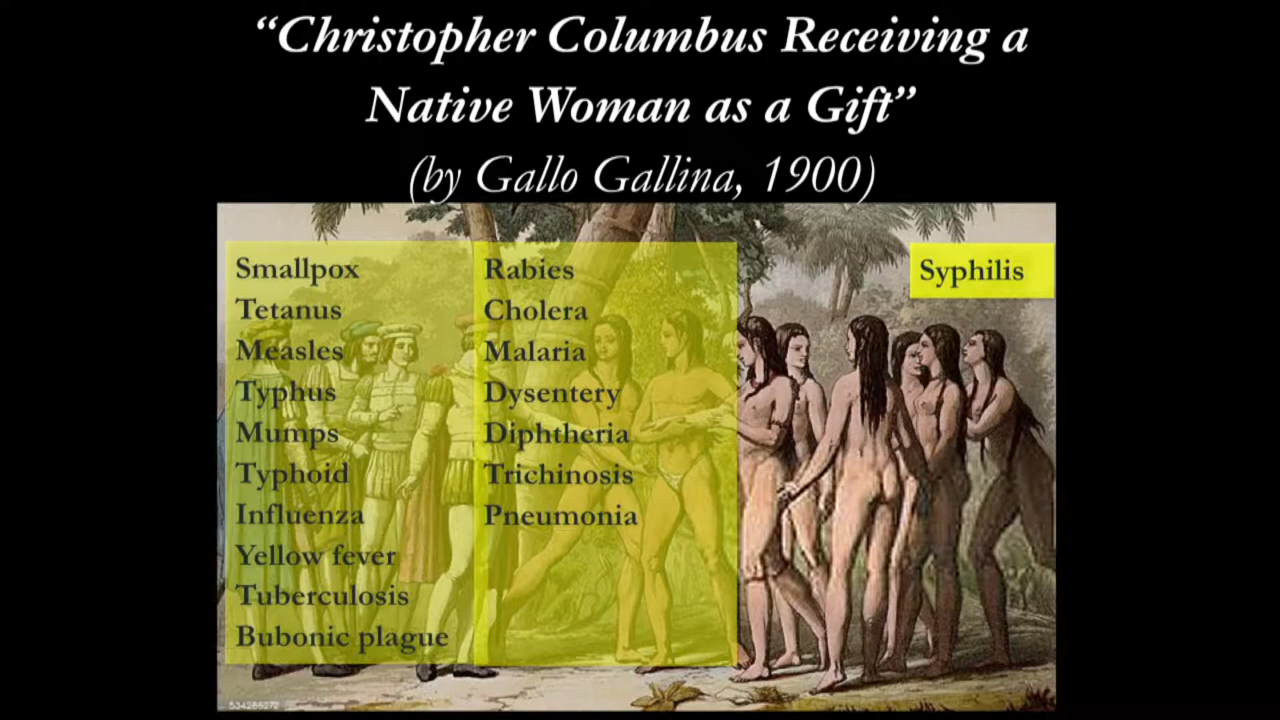 “Christopher Columbus Receiving a
Native Woman as a Gift”
(by Gallo Gallina, 1900)
Smallpox
Tetanus
Measles
Typhus
Mumps
Typhoid
Influenza
Yellow fever
Tuberculosis
Bubonic plague
Rabies
Cholera
Malaria
Dysentery
Diphtheria
Trichinosis
Pneumonia
Syphilis